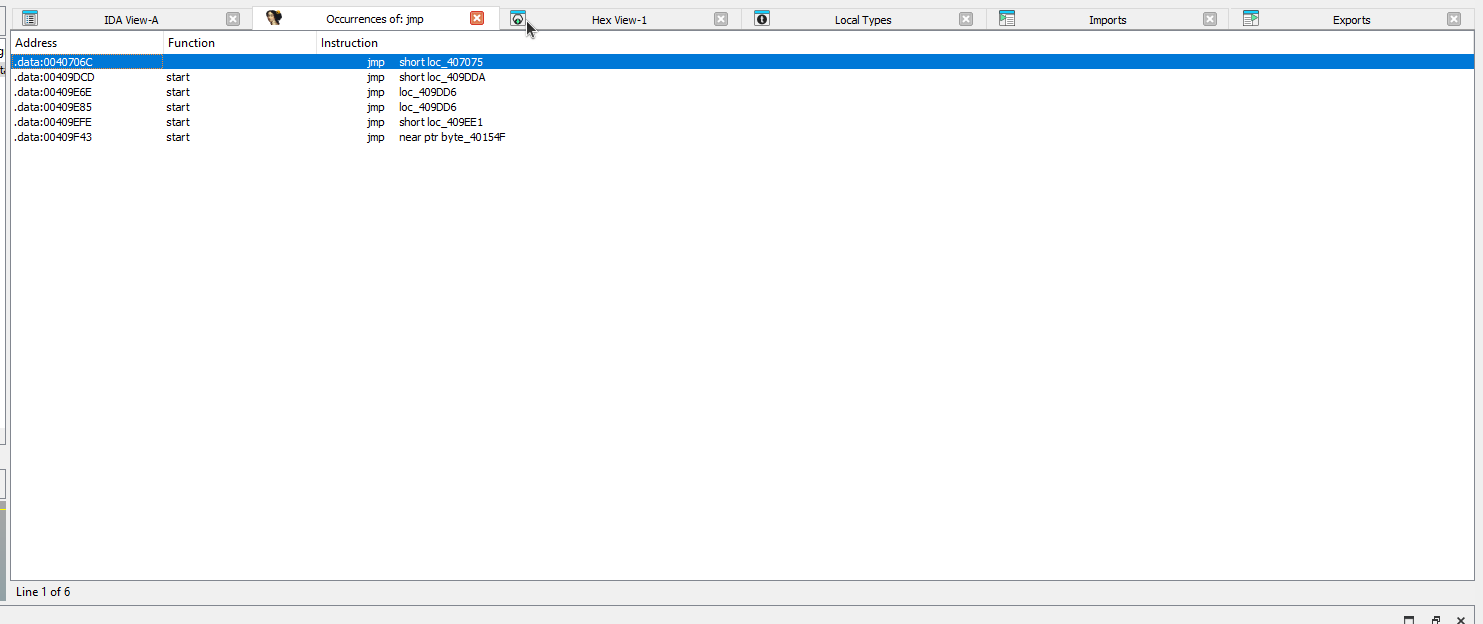 IDA View-A Occurrences of: jmp Hex View-1 Local Types Imports Exports
Address Function Instruction
.data:0040706C jmp short loc_407075
.data:00409DCD start jmp short loc_409DDA
.data:00409E6E start jmp loc_409DD6
.data:00409E85 start jmp loc_409DD6
.data:00409EFE start jmp short loc_409EE1
.data:00409F43 start jmp near ptr byte_40154F
Line 1 of 6